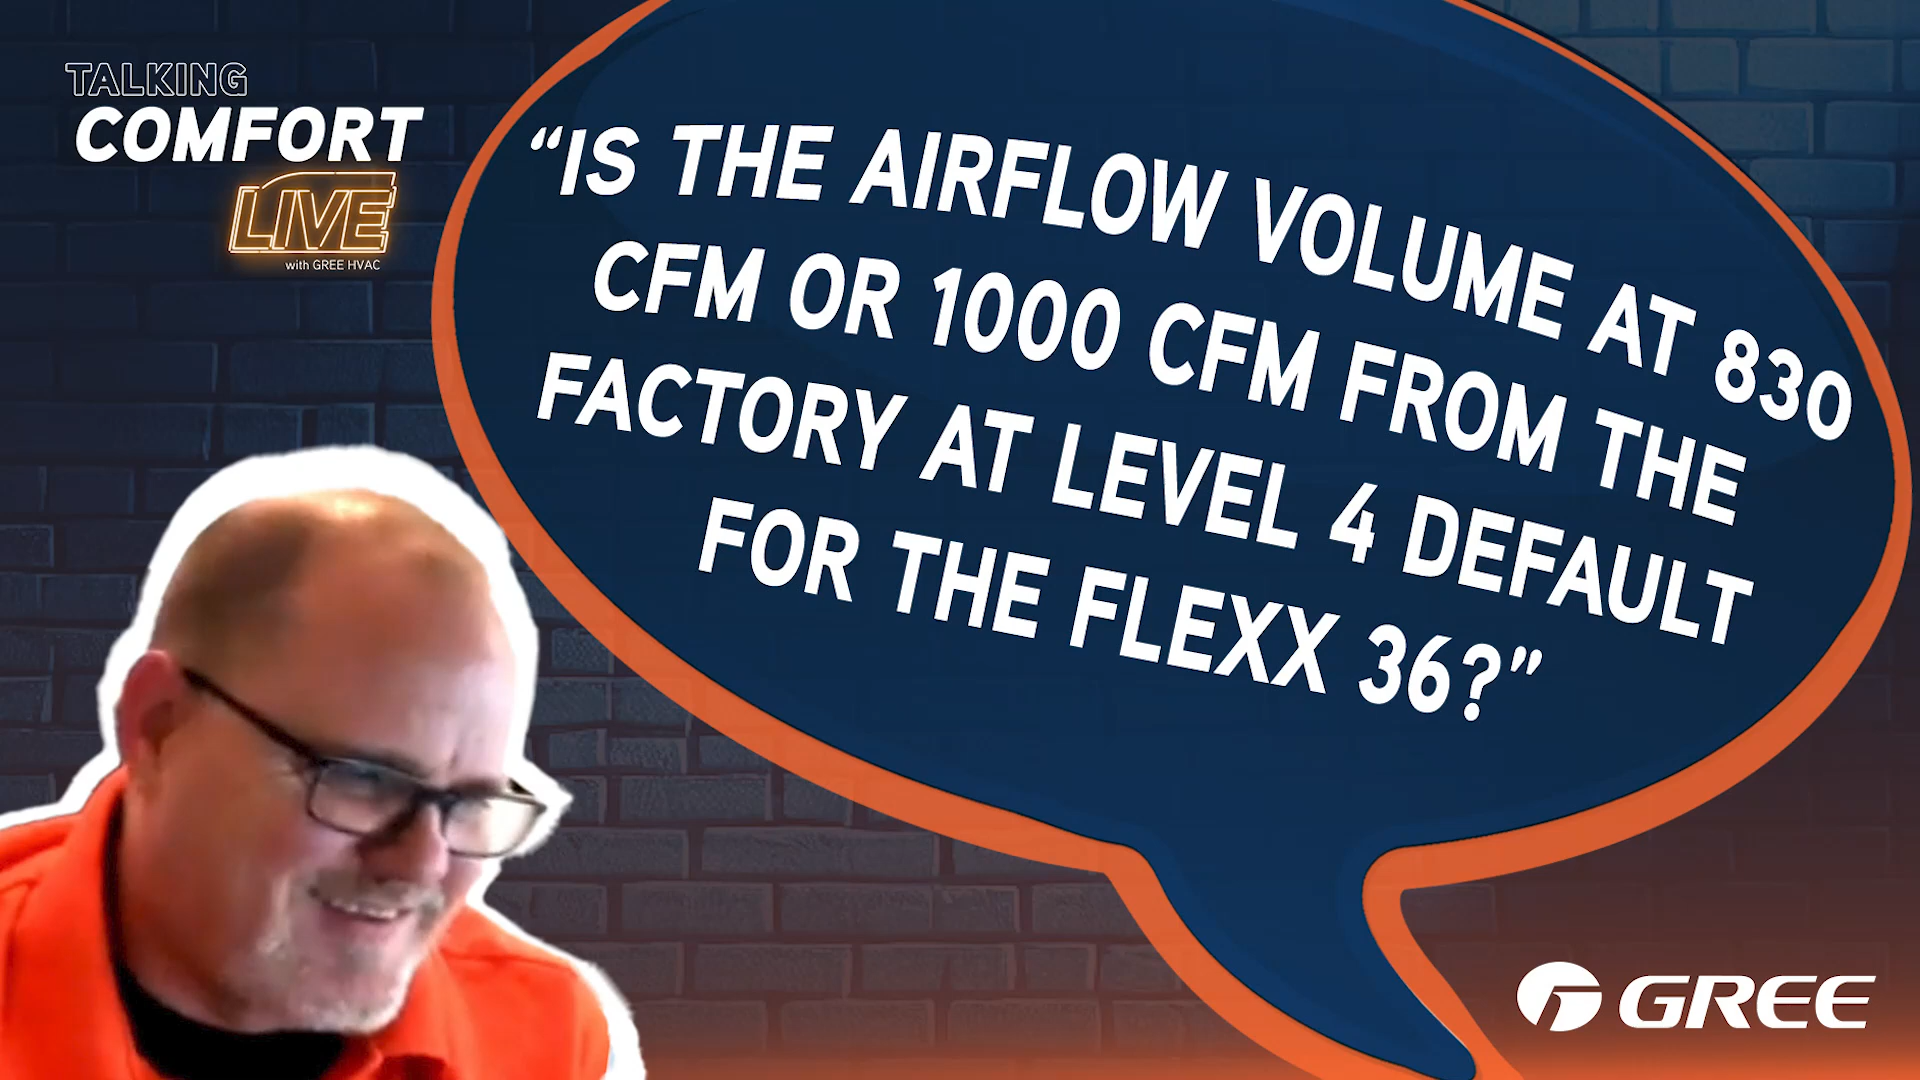 TALKING
COMFORT
LIVE
with GREE HVAC
“IS THE AIRFLOW VOLUME AT 830
CFM OR 1000 CFM FROM THE
FACTORY AT LEVEL 4 DEFAULT
FOR THE FLEXX 36?”
GREE